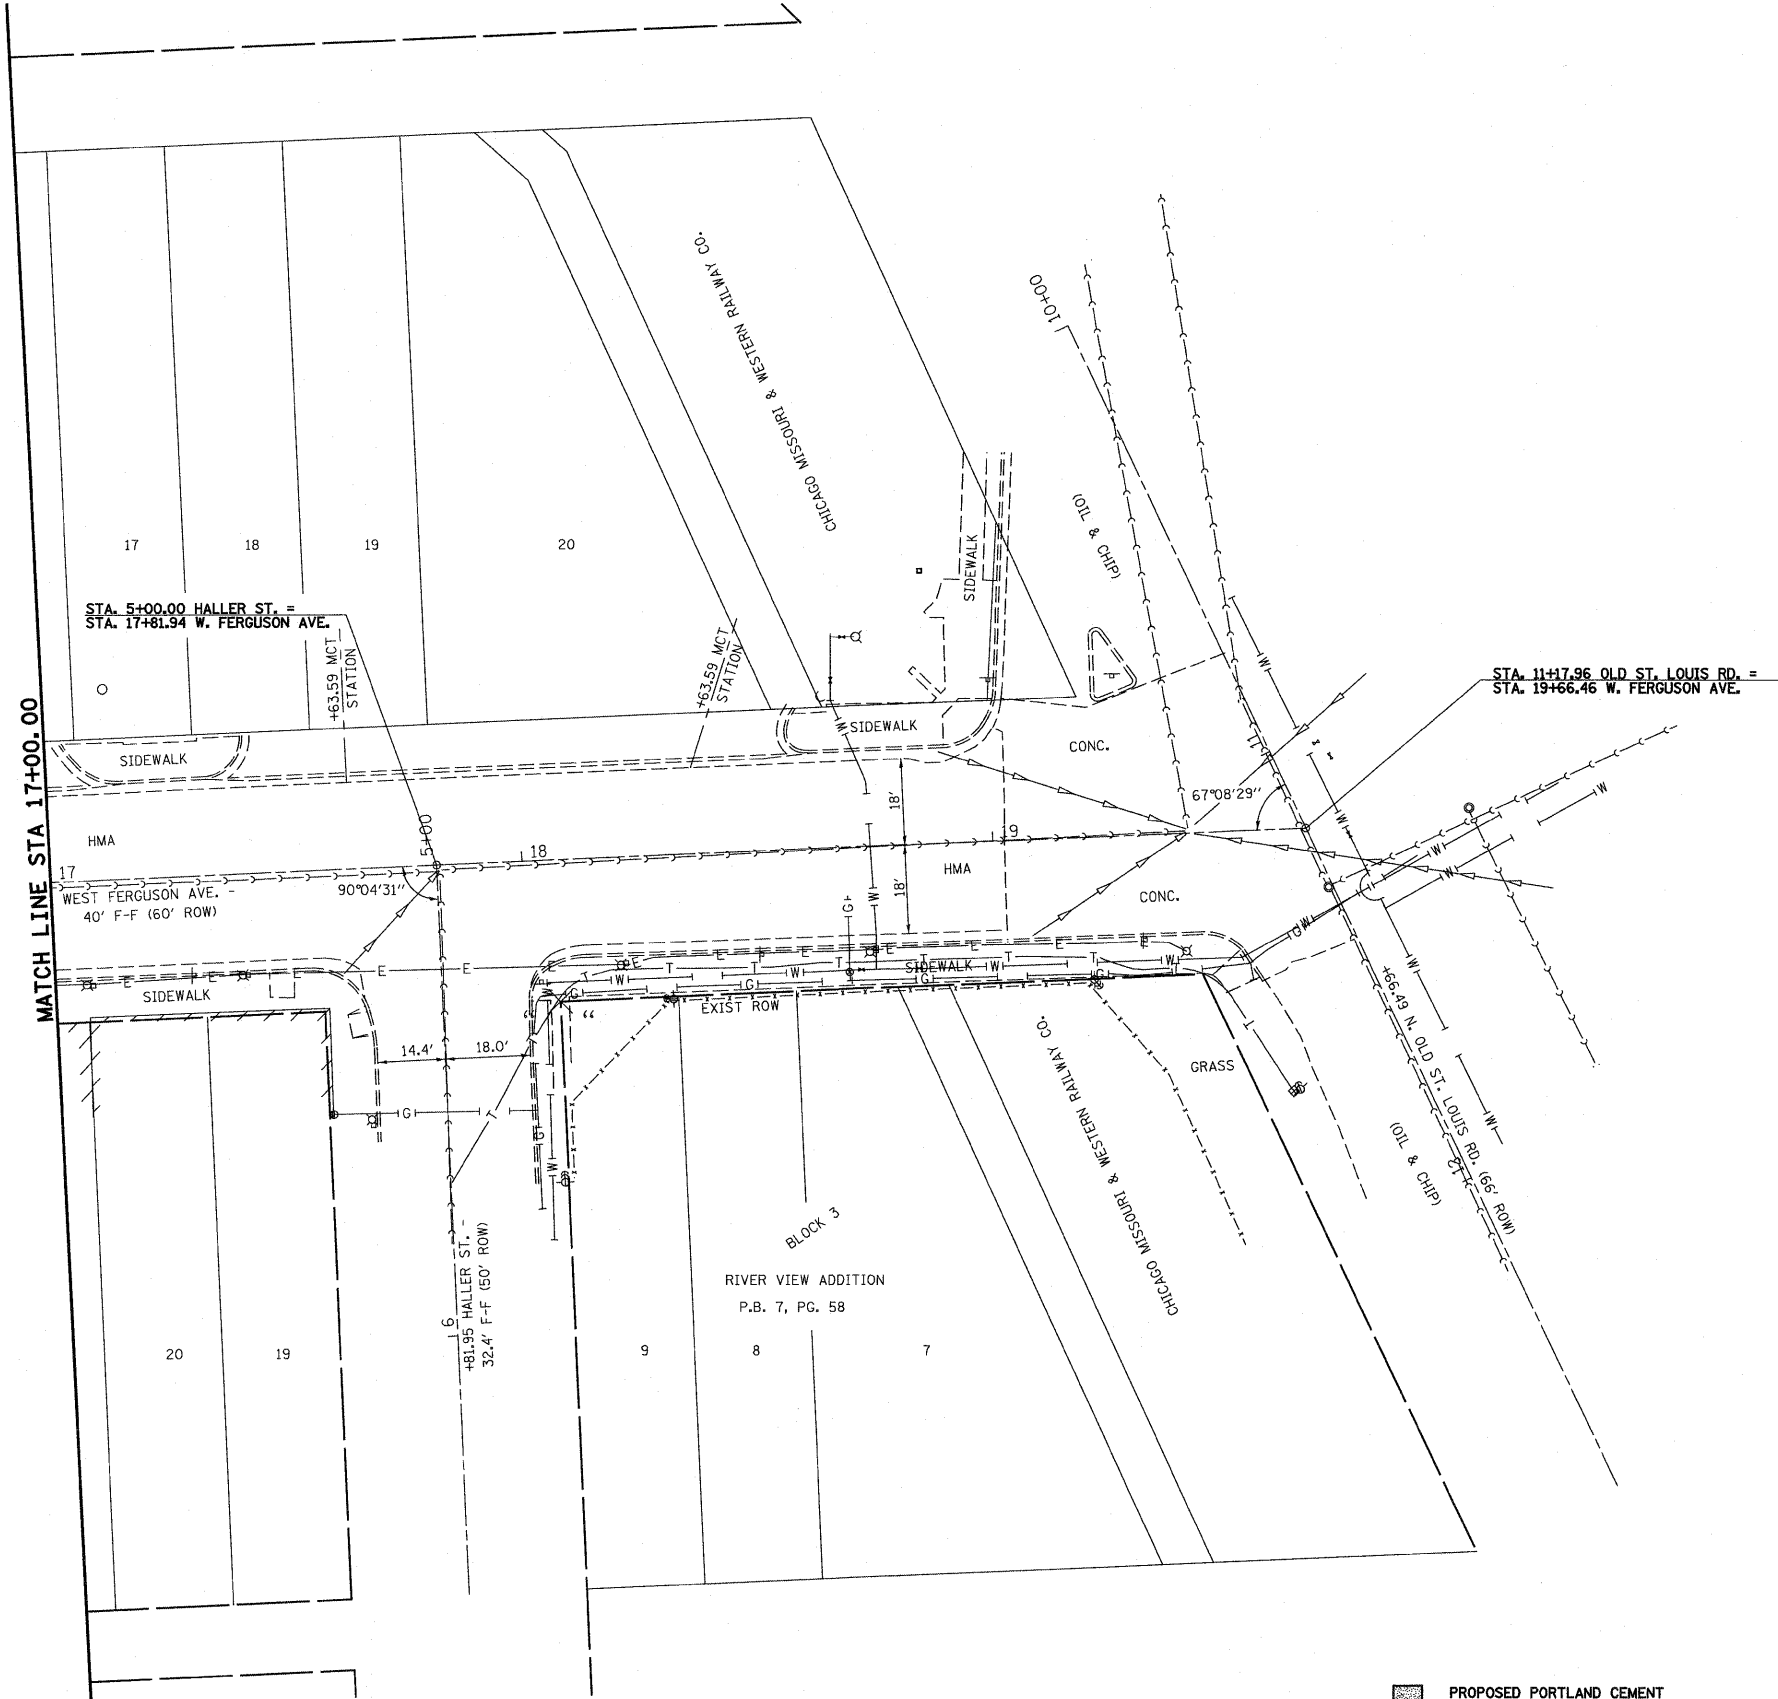 CHICAGO MISSOURI & WESTERN RAILWAY CO.
10+00
(OIL & CHIP)
SIDEWALK
17
18
19
20
STA. 5+00.00 HALLER ST. =
STA. 17+81.94 W. FERGUSON AVE.
+63.59 MCT
STATION
+63.59 MCT
STATION
STA. 11+17.96 OLD ST. LOUIS RD. =
STA. 19+66.46 W. FERGUSON AVE.
MATCH LINE STA 17+00.00
SIDEWALK
SIDEWALK
CONC.
11
W
W
67°08'29"
18'
HMA
5+00
17
18
19
WEST FERGUSON AVE. -
40' F-F (60' ROW)
90°04'31"
18'
HMA
CONC.
W
W
W
W
G
W
G
W
E
E
E
E
E
E
E
E
E
E
SIDEWALK
T
T
T
T
T
T
W
W
SIDEWALK
W
W
G
G
G
G
EXIST ROW
14.4'
18.0'
GRASS
W
+66.49 N. OLD ST. LOUIS RD. (66' ROW)
G
T
G
W
T
W
(OIL & CHIP)
12
CHICAGO MISSOURI & WESTERN RAILWAY CO.
BLOCK 3
RIVER VIEW ADDITION
P.B. 7, PG. 58
6
+81.95 HALLER ST. -
32.4' F-F (50' ROW)
20
19
9
8
7
PROPOSED PORTLAND CEMENT